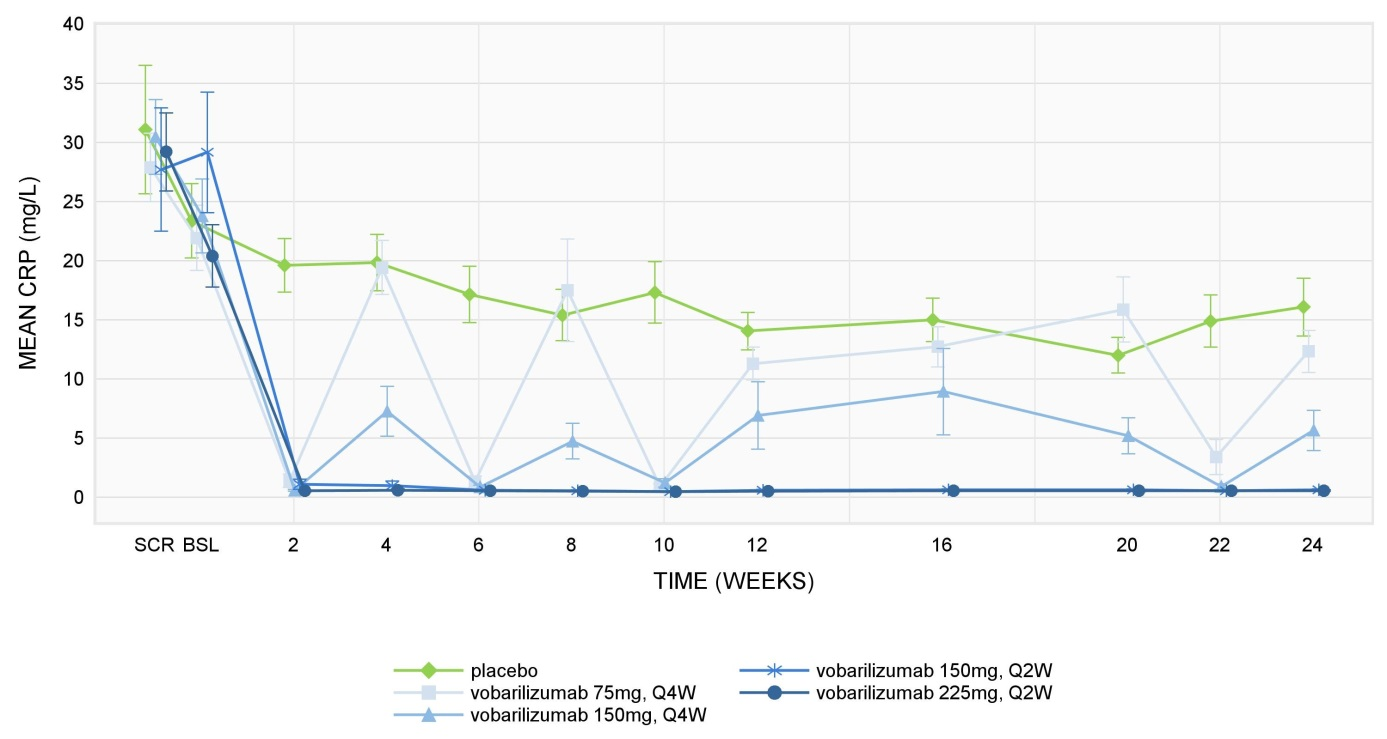 40
35
30
25
20
15
10
5
0
MEAN CRP (mg/L)
SCR BSL 2 4 6 8 10 12 16 20 22 24
TIME (WEEKS)
placebo
vobarilizumab 75mg, Q4W
vobarilizumab 150mg, Q4W
vobarilizumab 150mg, Q2W
vobarilizumab 225mg, Q2W